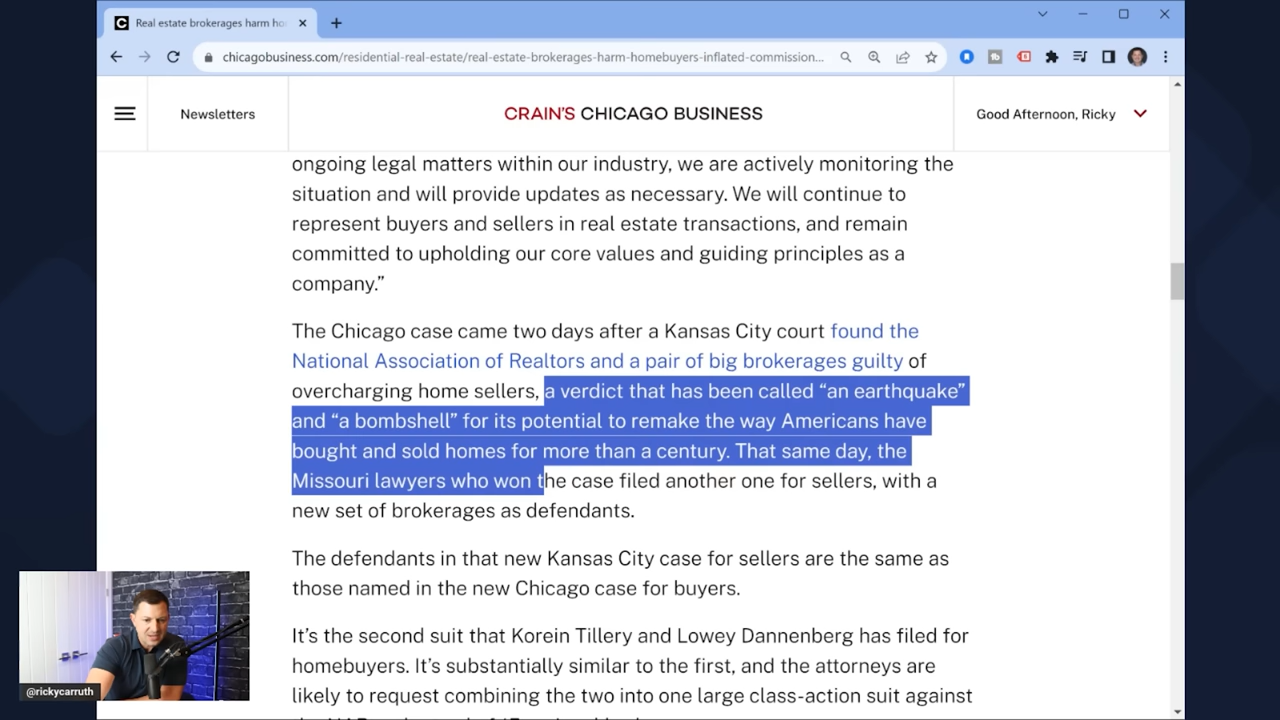 Real estate brokerages harm ho
chicagobusiness.com/residential-real-estate/real-estate-brokerages-harm-homebuyers-inflated-commission...
Newsletters
CRAIN'S CHICAGO BUSINESS
Good Afternoon, Ricky
ongoing legal matters within our industry, we are actively monitoring the
situation and will provide updates as necessary. We will continue to
represent buyers and sellers in real estate transactions, and remain
committed to upholding our core values and guiding principles as a
company.”
The Chicago case came two days after a Kansas City court found the
National Association of Realtors and a pair of big brokerages guilty of
overcharging home sellers, a verdict that has been called “an earthquake”
and “a bombshell” for its potential to remake the way Americans have
bought and sold homes for more than a century. That same day, the
Missouri lawyers who won the case filed another one for sellers, with a
new set of brokerages as defendants.
The defendants in that new Kansas City case for sellers are the same as
those named in the new Chicago case for buyers.
It’s the second suit that Korein Tillery and Lowey Dannenberg has filed for
homebuyers. It’s substantially similar to the first, and the attorneys are
likely to request combining the two into one large class-action suit against
@rickycarruth